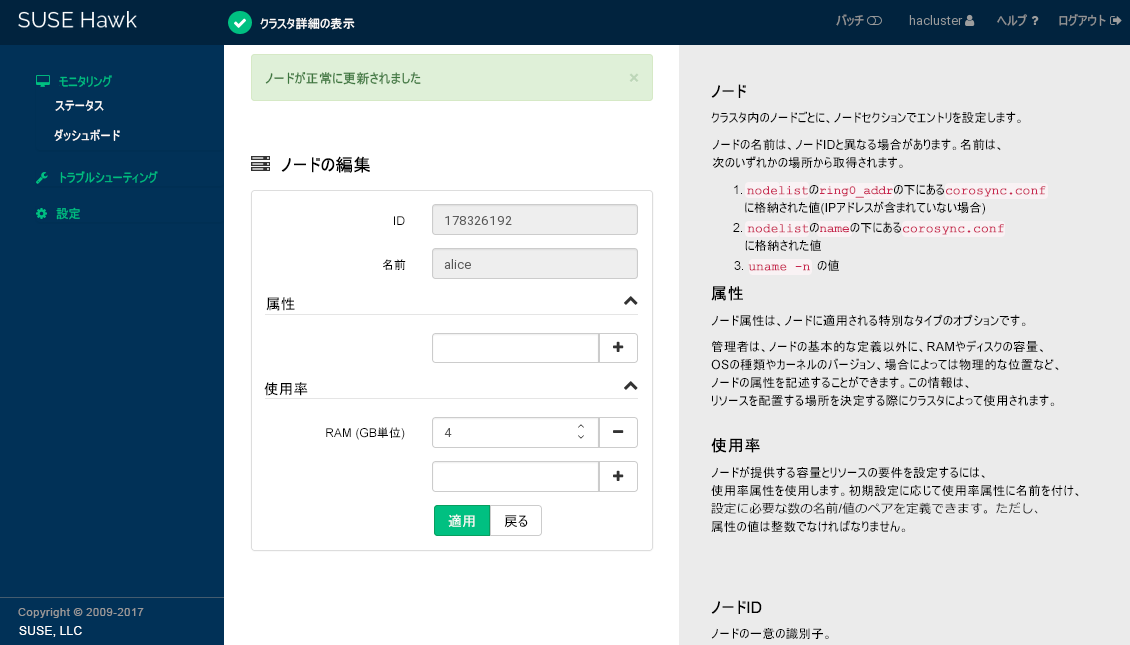 SUSE Hawk
クラスタ詳細の表示
バッチ
hacluster
ヘルプ ?
ログアウト
モニタリング
ステータス
ダッシュボード
トラブルシューティング
設定
Copyright © 2009-2017
SUSE, LLC
ノードが正常に更新されました ×
ノードの編集
ID 178326192
名前 alice
属性
使用率
RAM (GB単位) 4
適用 戻る
ノード
クラスタ内のノードごとに、ノードセクションでエントリを設定します。
ノードの名前は、ノードIDと異なる場合があります。名前は、
次のいずれかの場所から取得されます。
1. nodelistのring0_addrの下にあるcorosync.conf
に格納された値(IPアドレスが含まれていない場合)
2. nodelistのnameの下にあるcorosync.conf
に格納された値
3. uname -n の値
属性
ノード属性は、ノードに適用される特別なタイプのオプションです。
管理者は、ノードの基本的な定義以外に、RAMやディスクの容量、
OSの種類やカーネルのバージョン、場合によっては物理的な位置など、
ノードの属性を記述することができます。この情報は、
リソースを配置する場所を決定する際にクラスタによって使用されます。
使用率
ノードが提供する容量とリソースの要件を設定するには、
使用率属性を使用します。初期設定に応じて使用率属性に名前を付け、
設定に必要な数の名前/値のペアを定義できます。ただし、
属性の値は整数でなければなりません。
ノードID
ノードの一意の識別子。